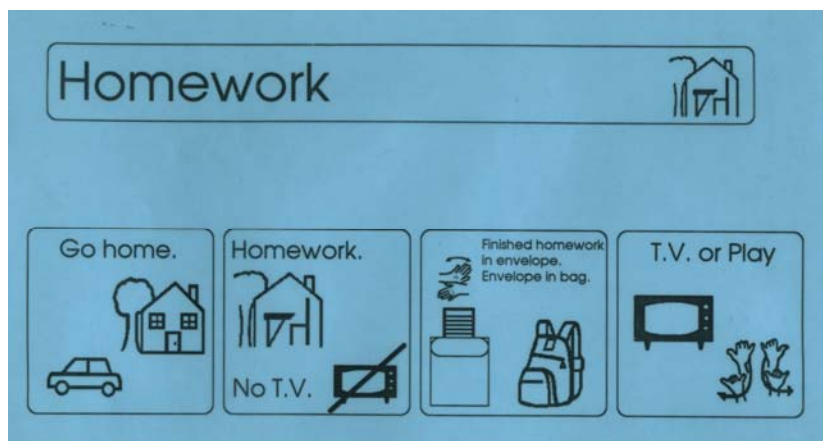 Homework
Go home.
Homework.
No T.V.
Finished homework
in envelope.
Envelope in bag.
T.V. or Play